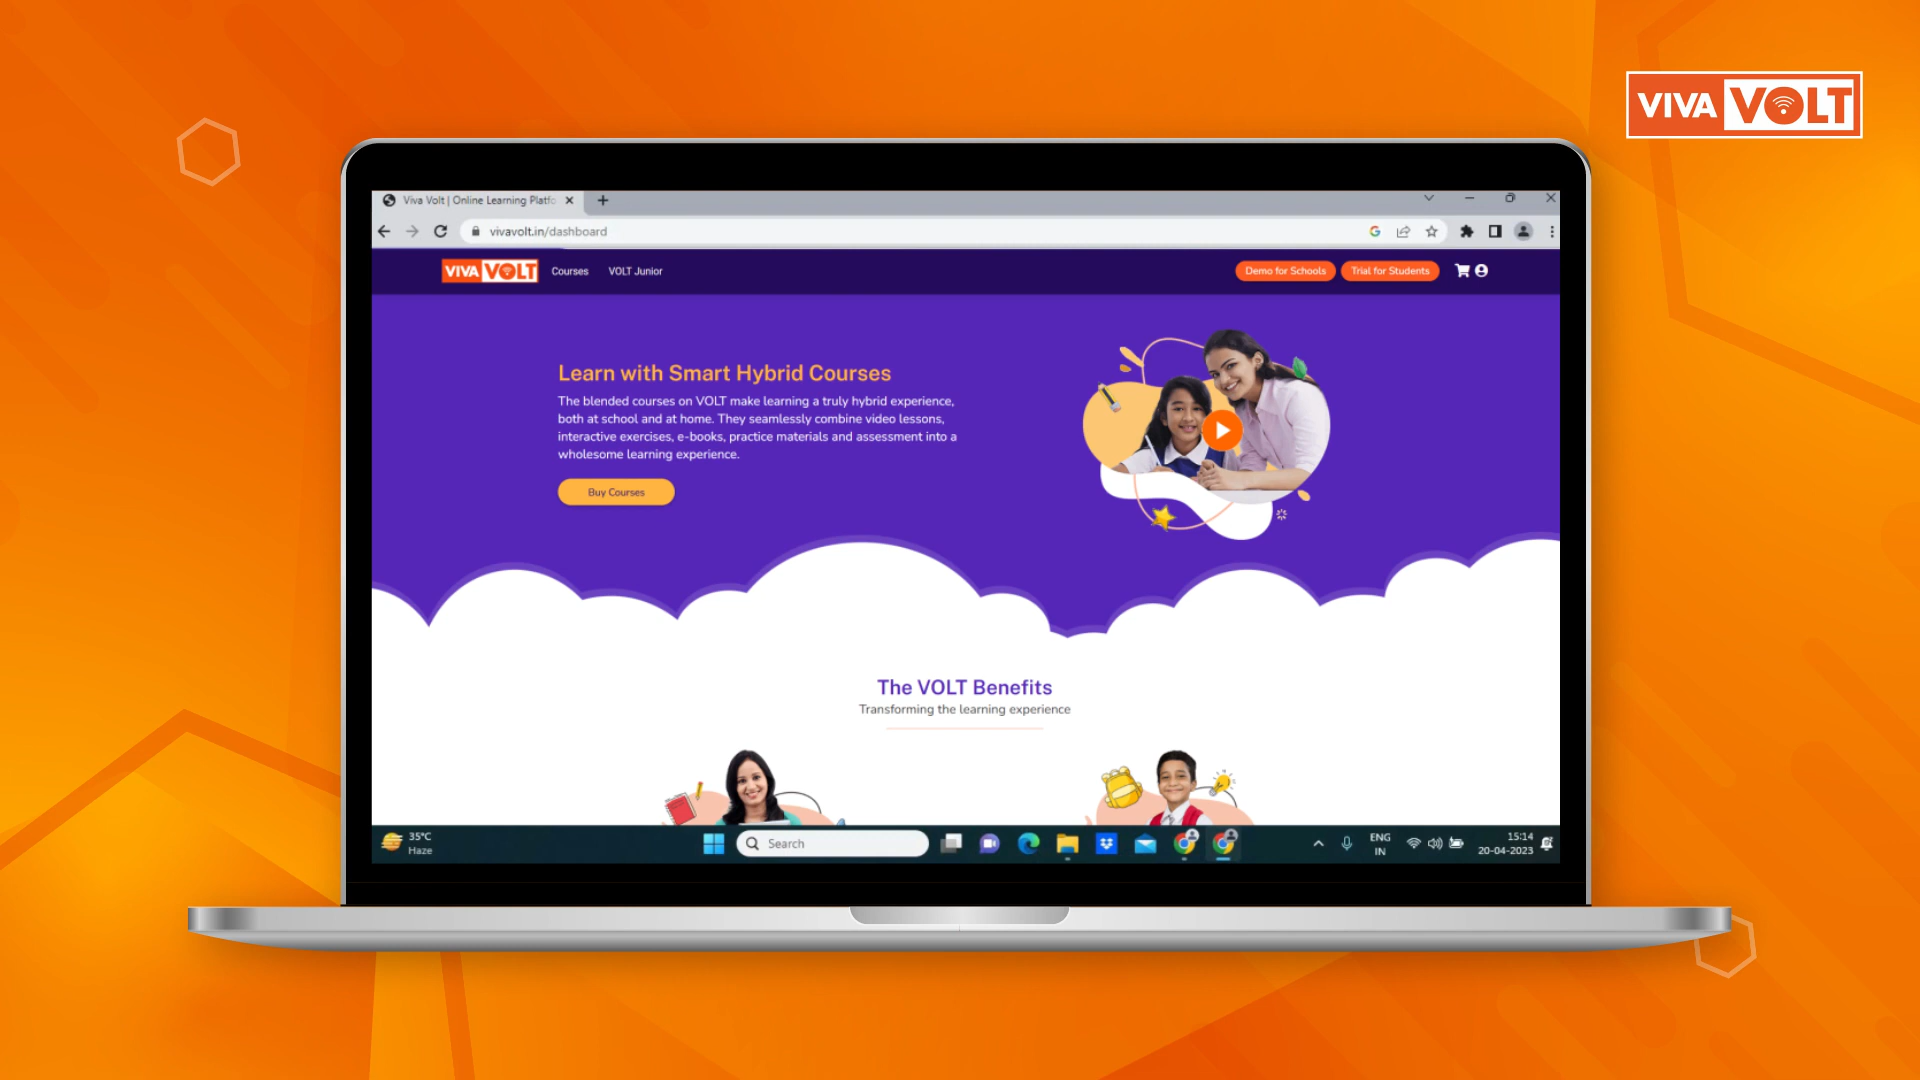 VIVA VOLT
Viva Volt | Online Learning Platfo
vivavolt.in/dashboard
VIVA VOLT Courses VOLT Junior Demo for Schools Trial for Students
Learn with Smart Hybrid Courses
The blended courses on VOLT make learning a truly hybrid experience,
both at school and at home. They seamlessly combine video lessons,
interactive exercises, e-books, practice materials and assessment into a
wholesome learning experience.
Buy Courses
The VOLT Benefits
Transforming the learning experience
35°C
Haze
Search
ENG
IN
15:14
20-04-2023